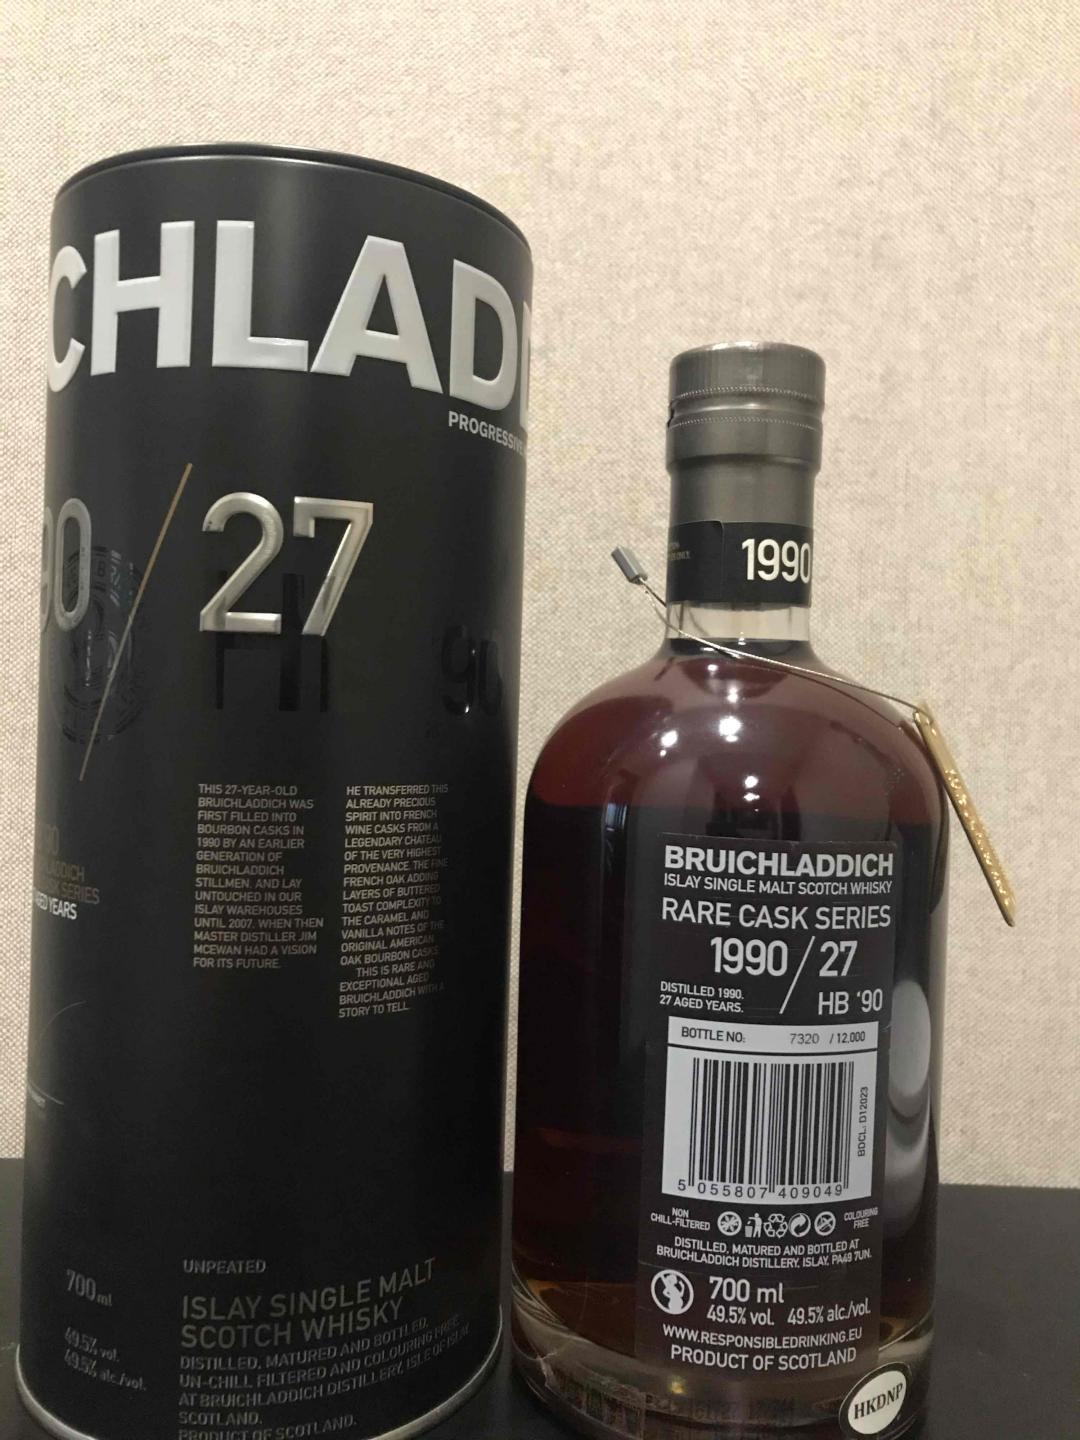 CHLAD
PROGRESSIVE
90 / 27
90
THIS 27-YEAR-OLD
BRUICHLADDICH WAS
FIRST FILLED INTO
BOURBON CASKS IN
1990 BY AN EARLIER
GENERATION OF
BRUICHLADDICH
STILLMEN, AND LAY
UNTOUCHED IN OUR
ISLAY WAREHOUSES
UNTIL 2007, WHEN THEN
MASTER DISTILLER JIM
MCEWAN HAD A VISION
FOR ITS FUTURE.
HE TRANSFERRED THIS
ALREADY PRECIOUS
SPIRIT INTO FRENCH
WINE CASKS FROM A
LEGENDARY CHATEAU
OF THE VERY HIGHEST
PROVENANCE, THE FINE
FRENCH OAK ADDING
LAYERS OF BUTTERED
TOAST COMPLEXITY TO
THE CARAMEL AND
VANILLA NOTES OF THE
ORIGINAL AMERICAN
OAK BOURBON CASKS.
THIS IS RARE AND
EXCEPTIONAL AGED
BRUICHLADDICH WITH A
STORY TO TELL.
SERIES
AGED YEARS
700 ml
49.5% vol.
49.5% alc./vol.
UNPEATED
ISLAY SINGLE MALT
SCOTCH WHISKY
DISTILLED, MATURED AND BOTTLED,
UN-CHILL FILTERED AND COLOURING FREE
AT BRUICHLADDICH DISTILLERY, ISLE OF ISLAY
SCOTLAND.
PRODUCT OF SCOTLAND.
1990
BRUICHLADDICH
ISLAY SINGLE MALT SCOTCH WHISKY
RARE CASK SERIES
1990 / 27
DISTILLED 1990.
27 AGED YEARS.
HB '90
BOTTLE NO: 7320 / 12,000
BDCL: D12023
5 055807 409049
NON
CHILL-FILTERED
COLOURING
FREE
DISTILLED, MATURED AND BOTTLED AT
BRUICHLADDICH DISTILLERY, ISLAY, PA49 7UN.
700 ml
49.5% vol. 49.5% alc./vol.
WWW.RESPONSIBLEDRINKING.EU
PRODUCT OF SCOTLAND
HKDNP